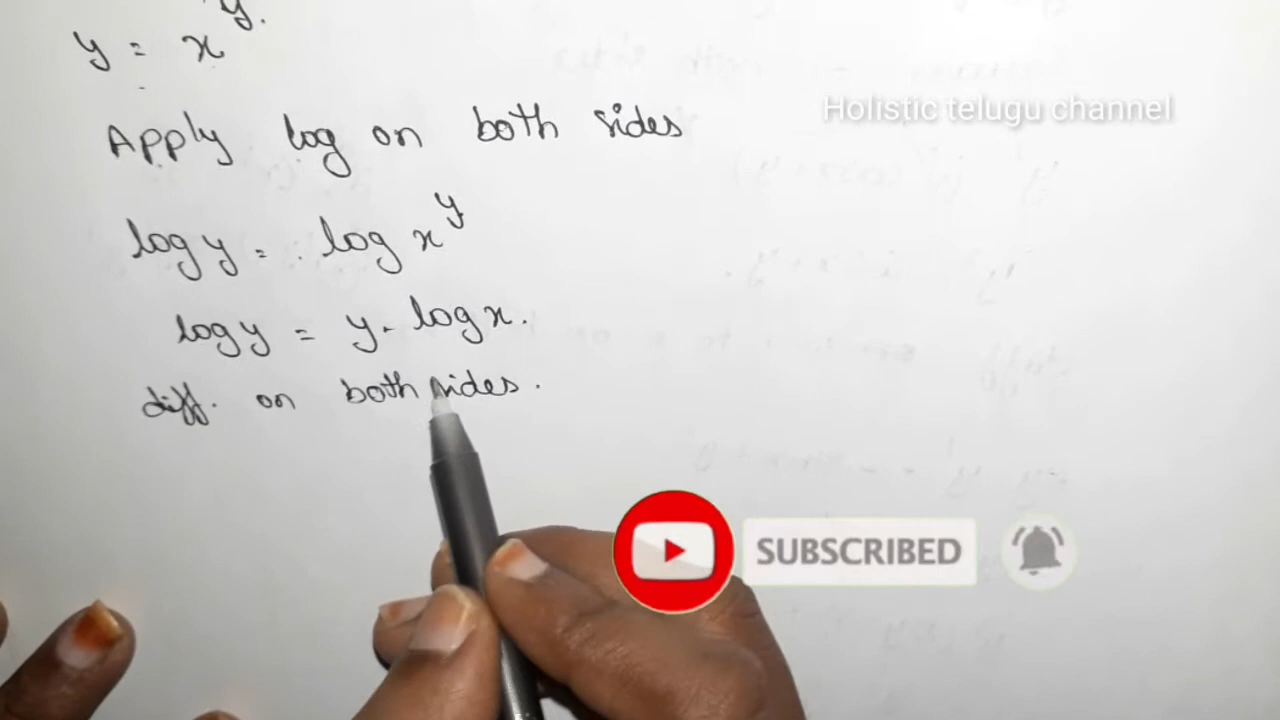 y = x^y.
Holistic telugu channel
Apply log on both sides
log y = log x^y
log y = y. log x.
diff. on both sides.
SUBSCRIBED